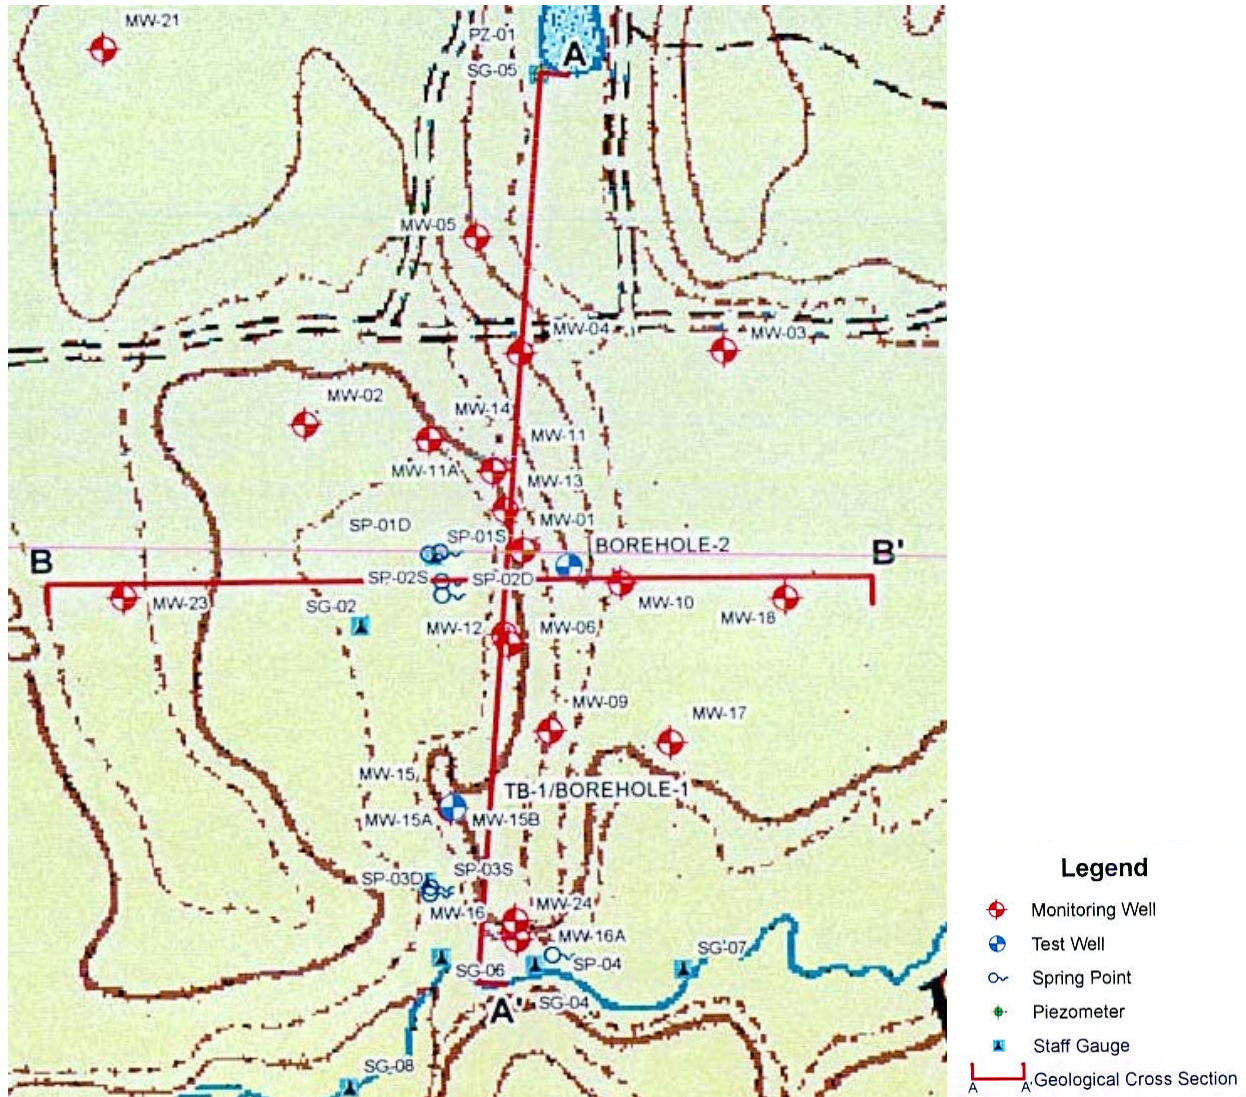 MW-21
PZ-01
A
SG-05
MW-05
MW-04
MW-03
MW-02
MW-14
MW-11
MW-11A
MW-13
SP-01D
MW-01
SP-01S
BOREHOLE-2
B
B'
SP-02S
SP-02D
MW-23
SG-02
MW-10
MW-18
MW-12
MW-06
MW-09
MW-17
MW-15
TB-1/BOREHOLE-1
MW-15A
MW-15B
SP-03S
SP-03D
MW-24
MW-16
MW-16A
SG-07
SP-04
SG-06
SG-04
A'
SG-08
Legend
Monitoring Well
Test Well
Spring Point
Piezometer
Staff Gauge
A A' Geological Cross Section